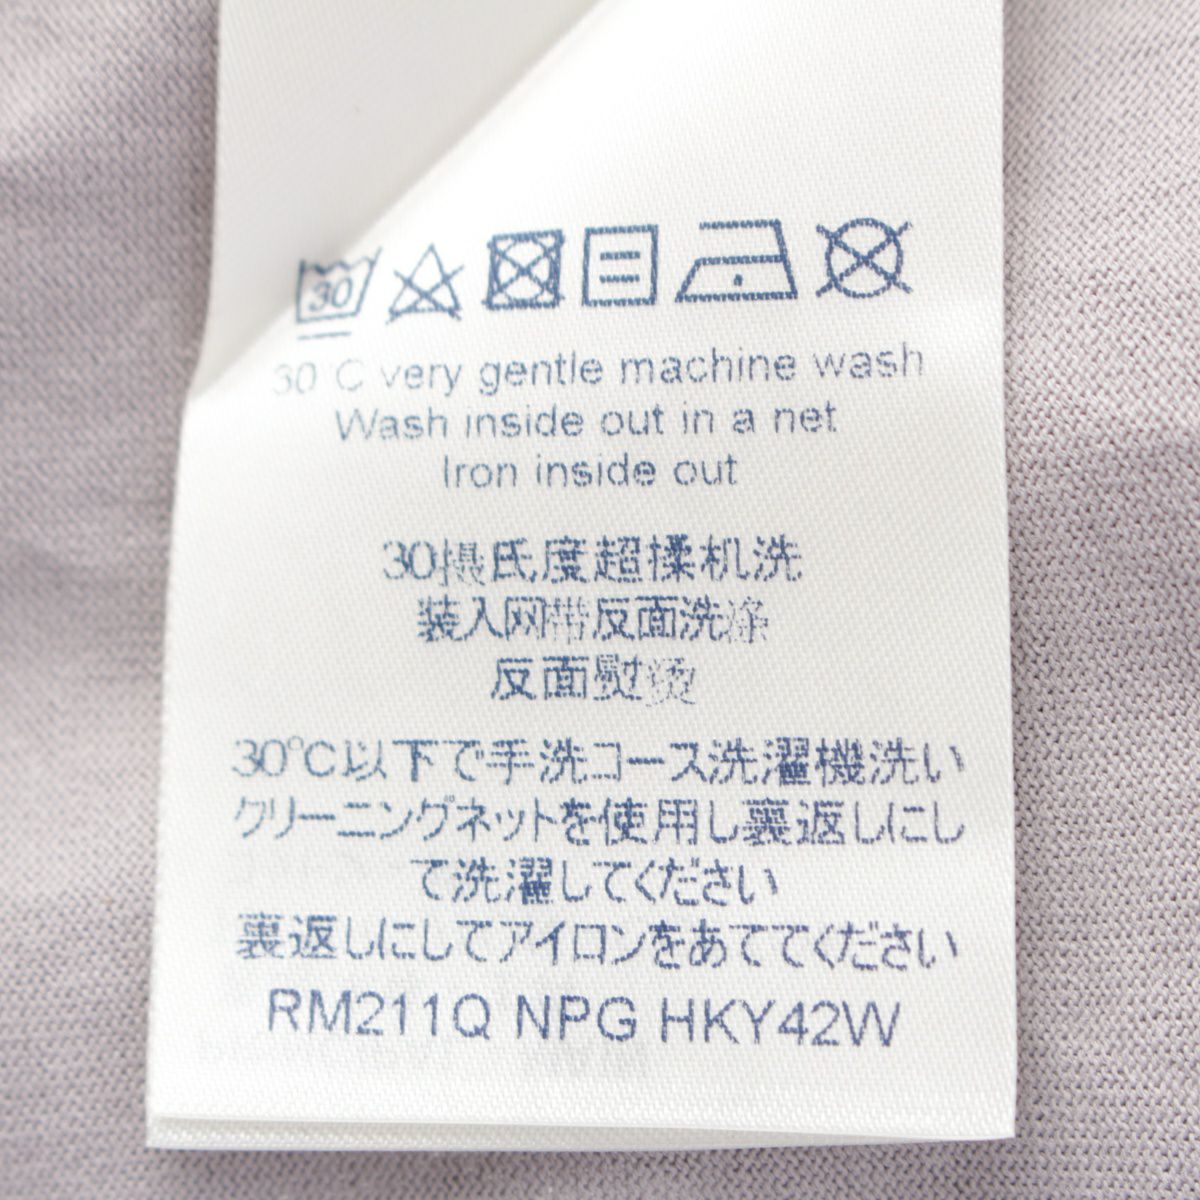 30
30°C very gentle machine wash
Wash inside out in a net
Iron inside out
30摄氏度超揉机洗
装入网带反面洗涤
反面熨烫
30℃以下で手洗コース洗濯機洗い
クリーニングネットを使用し裏返しにし
て洗濯してください
裏返しにしてアイロンをあててください
RM211Q NPG HKY42W